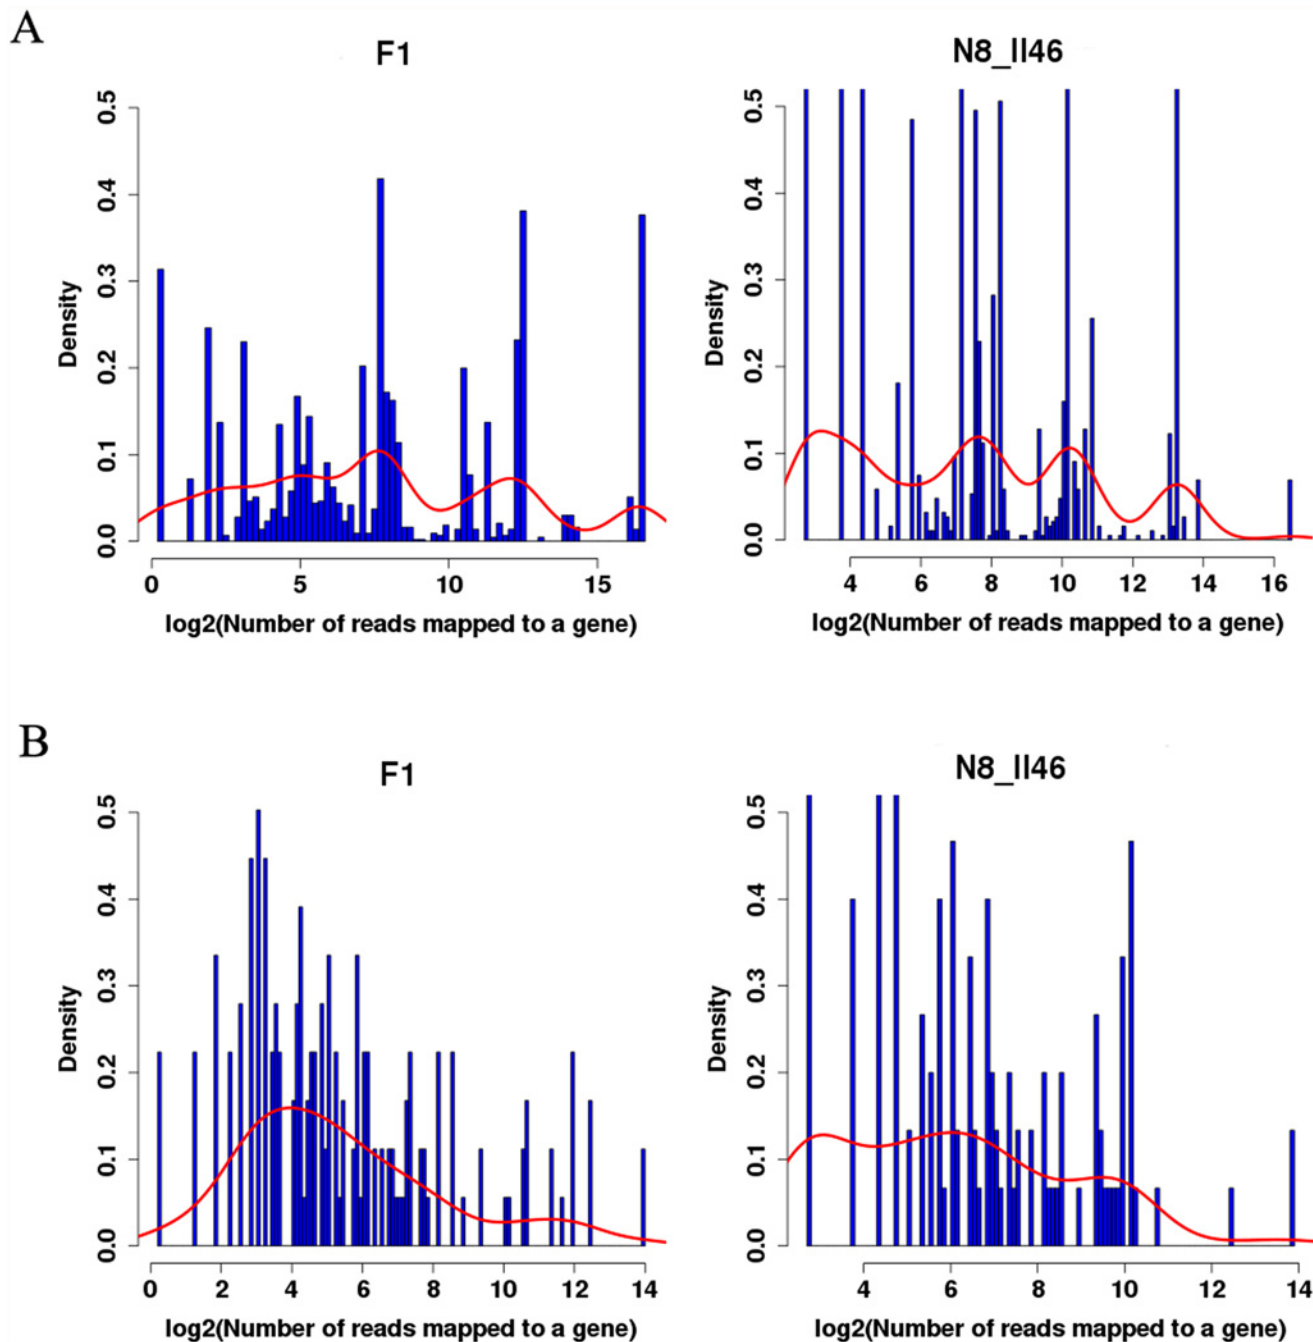 A
F1
N8_II46
0.0 0.1 0.2 0.3 0.4 0.5
Density
0 5 10 15
log2(Number of reads mapped to a gene)
0.0 0.1 0.2 0.3 0.4 0.5
Density
4 6 8 10 12 14 16
log2(Number of reads mapped to a gene)
B
F1
N8_II46
0.0 0.1 0.2 0.3 0.4 0.5
Density
0 2 4 6 8 10 12 14
log2(Number of reads mapped to a gene)
0.0 0.1 0.2 0.3 0.4 0.5
Density
4 6 8 10 12 14
log2(Number of reads mapped to a gene)